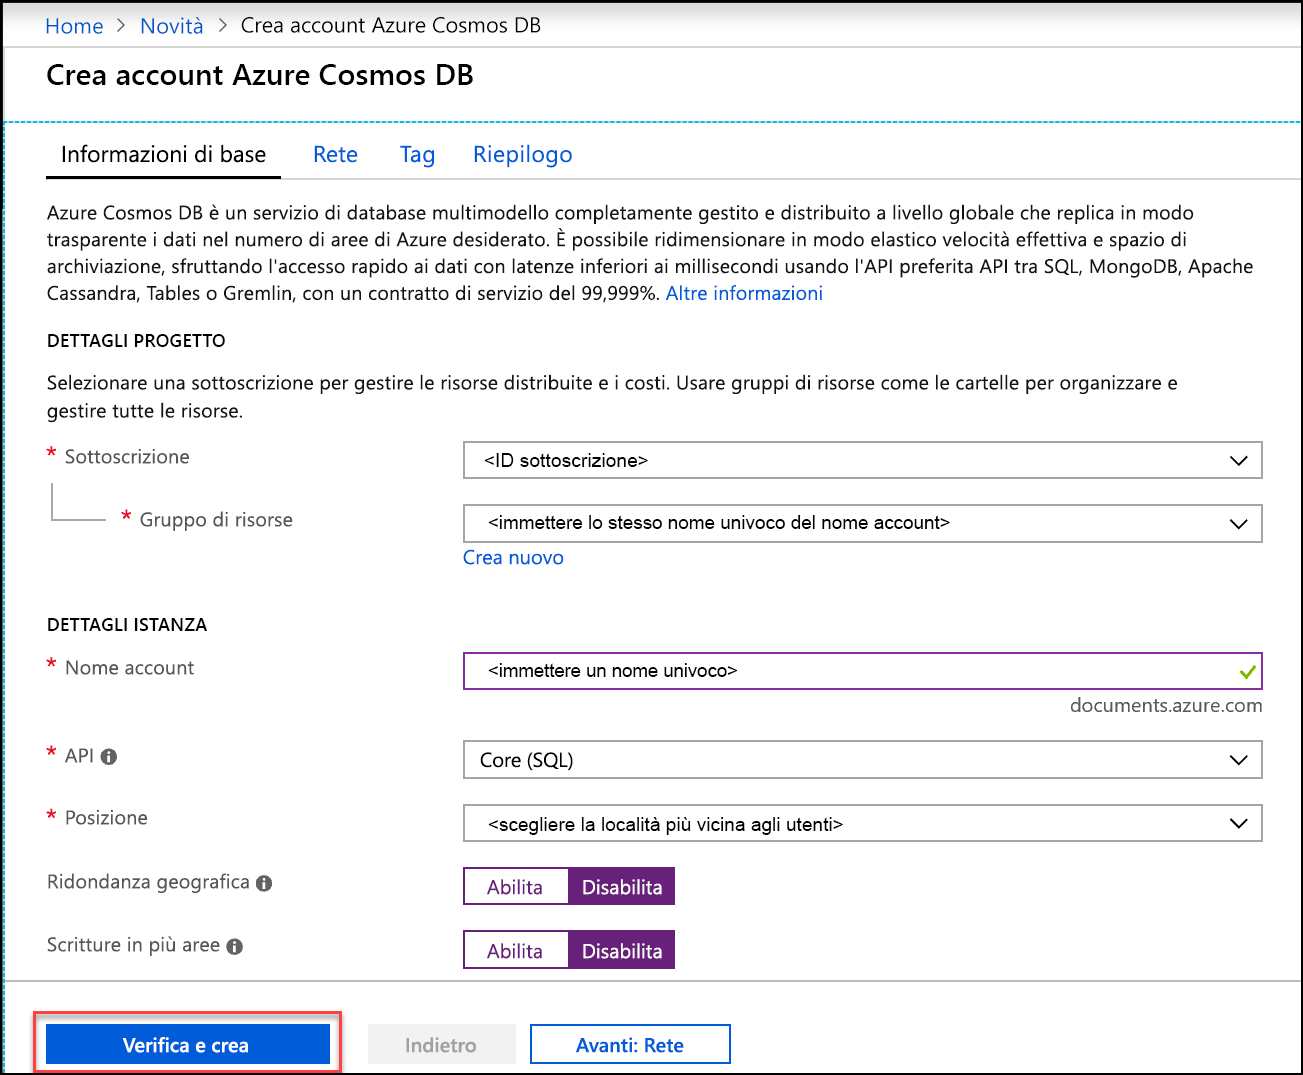 Home > Novità > Crea account Azure Cosmos DB
Crea account Azure Cosmos DB
Informazioni di base Rete Tag Riepilogo
Azure Cosmos DB è un servizio di database multimodello completamente gestito e distribuito a livello globale che replica in modo
trasparente i dati nel numero di aree di Azure desiderato. È possibile ridimensionare in modo elastico velocità effettiva e spazio di
archiviazione, sfruttando l'accesso rapido ai dati con latenze inferiori ai millisecondi usando l'API preferita API tra SQL, MongoDB, Apache
Cassandra, Tables o Gremlin, con un contratto di servizio del 99,999%. Altre informazioni
DETTAGLI PROGETTO
Selezionare una sottoscrizione per gestire le risorse distribuite e i costi. Usare gruppi di risorse come le cartelle per organizzare e
gestire tutte le risorse.
* Sottoscrizione <ID sottoscrizione>
* Gruppo di risorse <immettere lo stesso nome univoco del nome account>
Crea nuovo
DETTAGLI ISTANZA
* Nome account <immettere un nome univoco>
documents.azure.com
* API Core (SQL)
* Posizione <scegliere la località più vicina agli utenti>
Ridondanza geografica Abilita Disabilita
Scritture in più aree Abilita Disabilita
Verifica e crea Indietro Avanti: Rete